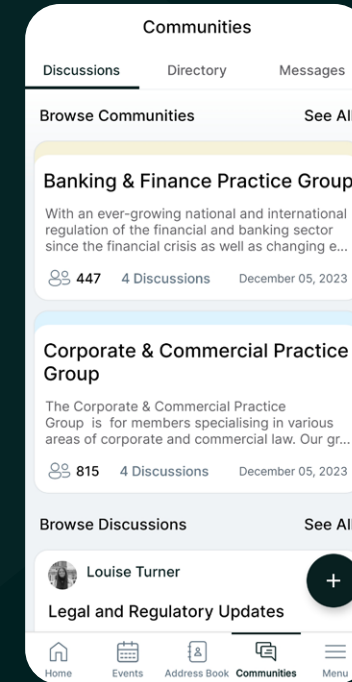 Communities
Discussions Directory Messages
Browse Communities See All
Banking & Finance Practice Group
With an ever-growing national and international
regulation of the financial and banking sector
since the financial crisis as well as changing e...
447 4 Discussions December 05, 2023
Corporate & Commercial Practice
Group
The Corporate & Commercial Practice
Group is for members specialising in various
areas of corporate and commercial law. Our gr...
815 4 Discussions December 05, 2023
Browse Discussions See All
Louise Turner
+
Legal and Regulatory Updates
Home Events Address Book Communities Menu